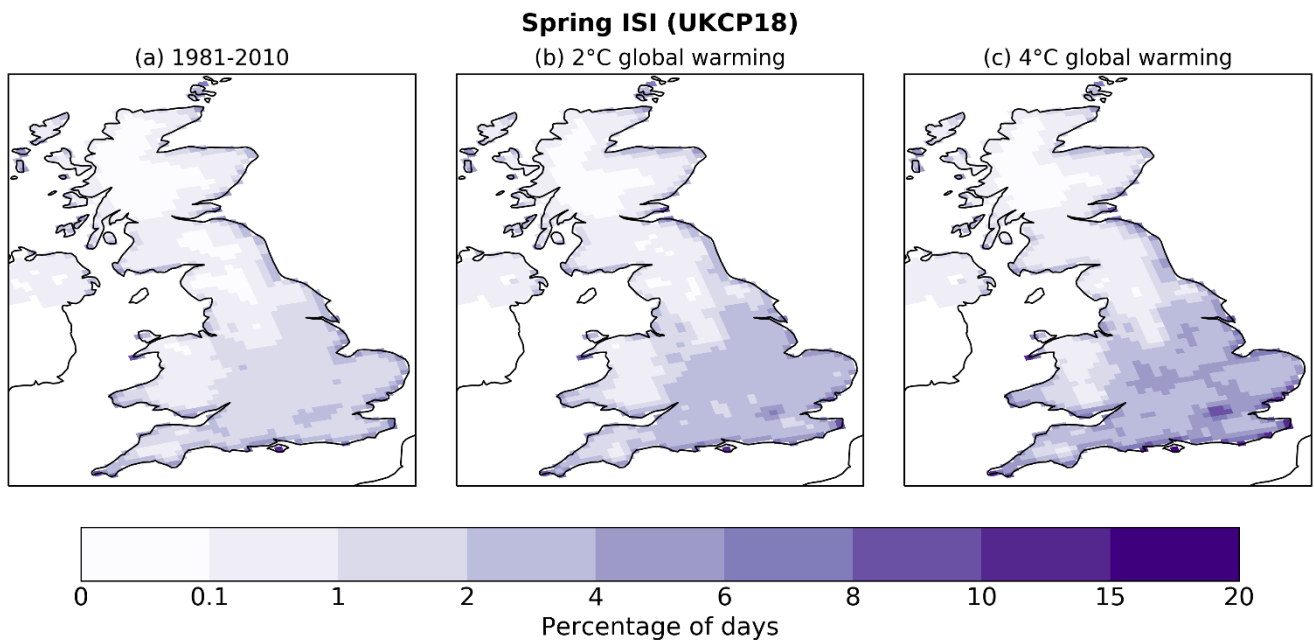 Spring ISI (UKCP18)
(a) 1981-2010
(b) 2°C global warming
(c) 4°C global warming
0 0.1 1 2 4 6 8 10 15 20
Percentage of days